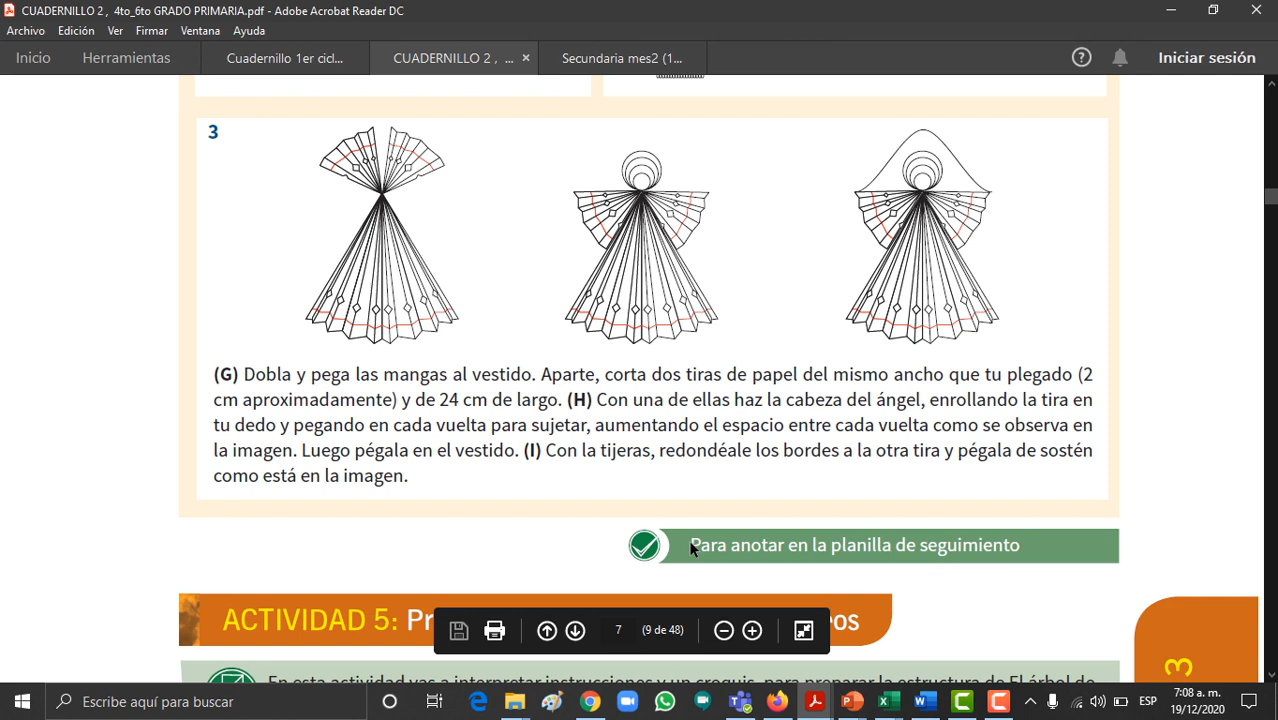 CUADERNILLO 2 , 4to_6to GRADO PRIMARIA.pdf - Adobe Acrobat Reader DC
Archivo Edición Ver Firmar Ventana Ayuda
Inicio Herramientas Cuadernillo 1er cicl... CUADERNILLO 2 , ... × Secundaria mes2 (1... Iniciar sesión
3
(G) Dobla y pega las mangas al vestido. Aparte, corta dos tiras de papel del mismo ancho que tu plegado (2
cm aproximadamente) y de 24 cm de largo. (H) Con una de ellas haz la cabeza del ángel, enrollando la tira en
tu dedo y pegando en cada vuelta para sujetar, aumentando el espacio entre cada vuelta como se observa en
la imagen. Luego pégala en el vestido. (I) Con la tijeras, redondéale los bordes a la otra tira y pégala de sostén
como está en la imagen.
Para anotar en la planilla de seguimiento
ACTIVIDAD 5:
7 (9 de 48)
3
Escribe aquí para buscar
ESP
7:08 a. m.
19/12/2020